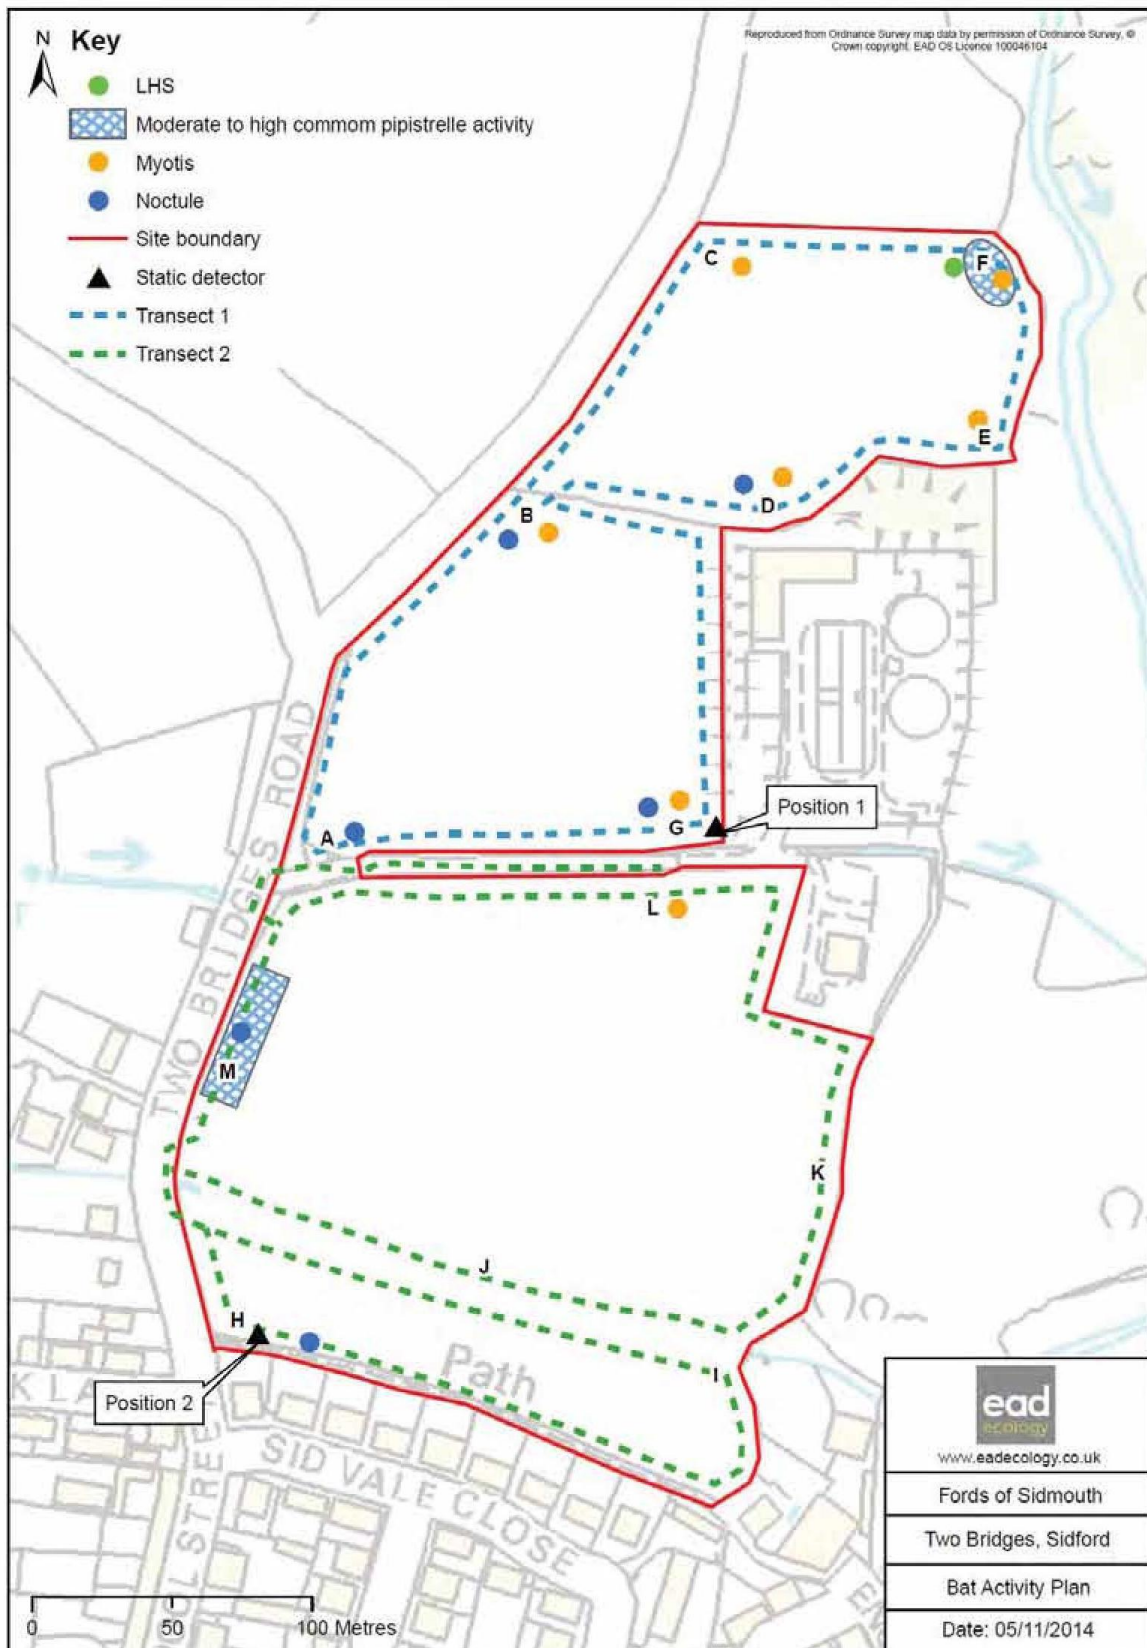 Reproduced from Ordnance Survey map data by permission of Ordnance Survey, ©
Crown copyright. EAD OS Licence 100046104
N
Key
LHS
Moderate to high commom pipistrelle activity
Myotis
Noctule
Site boundary
Static detector
Transect 1
Transect 2
C
F
E
D
B
A
G
Position 1
L
M
K
J
H
I
Position 2
TWO BRIDGES ROAD
Path
SID VALE CLOSE
0 50 100 Metres
ead
ecology
www.eadecology.co.uk
Fords of Sidmouth
Two Bridges, Sidford
Bat Activity Plan
Date: 05/11/2014